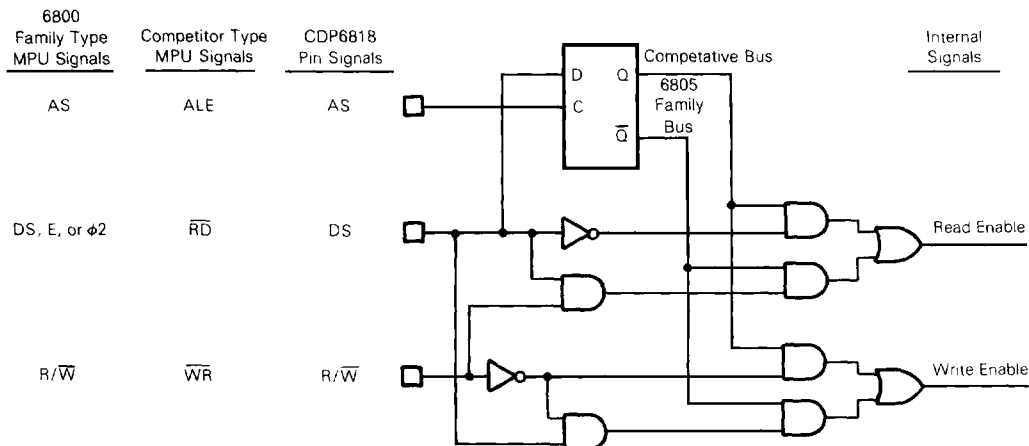 6800
Family Type
MPU Signals
Competitor Type
MPU Signals
CDP6818
Pin Signals
Internal
Signals
AS
ALE
AS
D
Q
C
Q̅
Competative Bus
6805
Family
Bus
DS, E, or ϕ2
R̅D̅
DS
Read Enable
R/W̅
W̅R̅
R/W̅
Write Enable